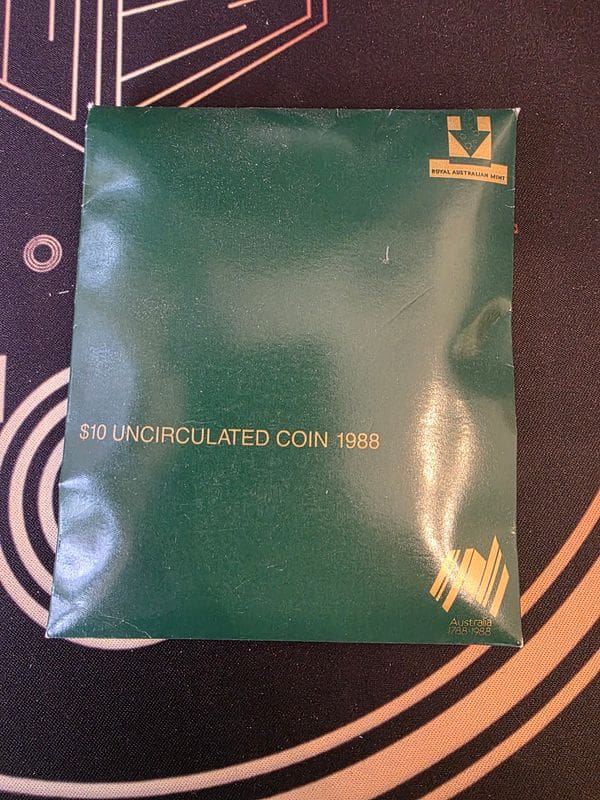 ROYAL AUSTRALIAN MINT
$10 UNCIRCULATED COIN 1988
Australia
1788-1988